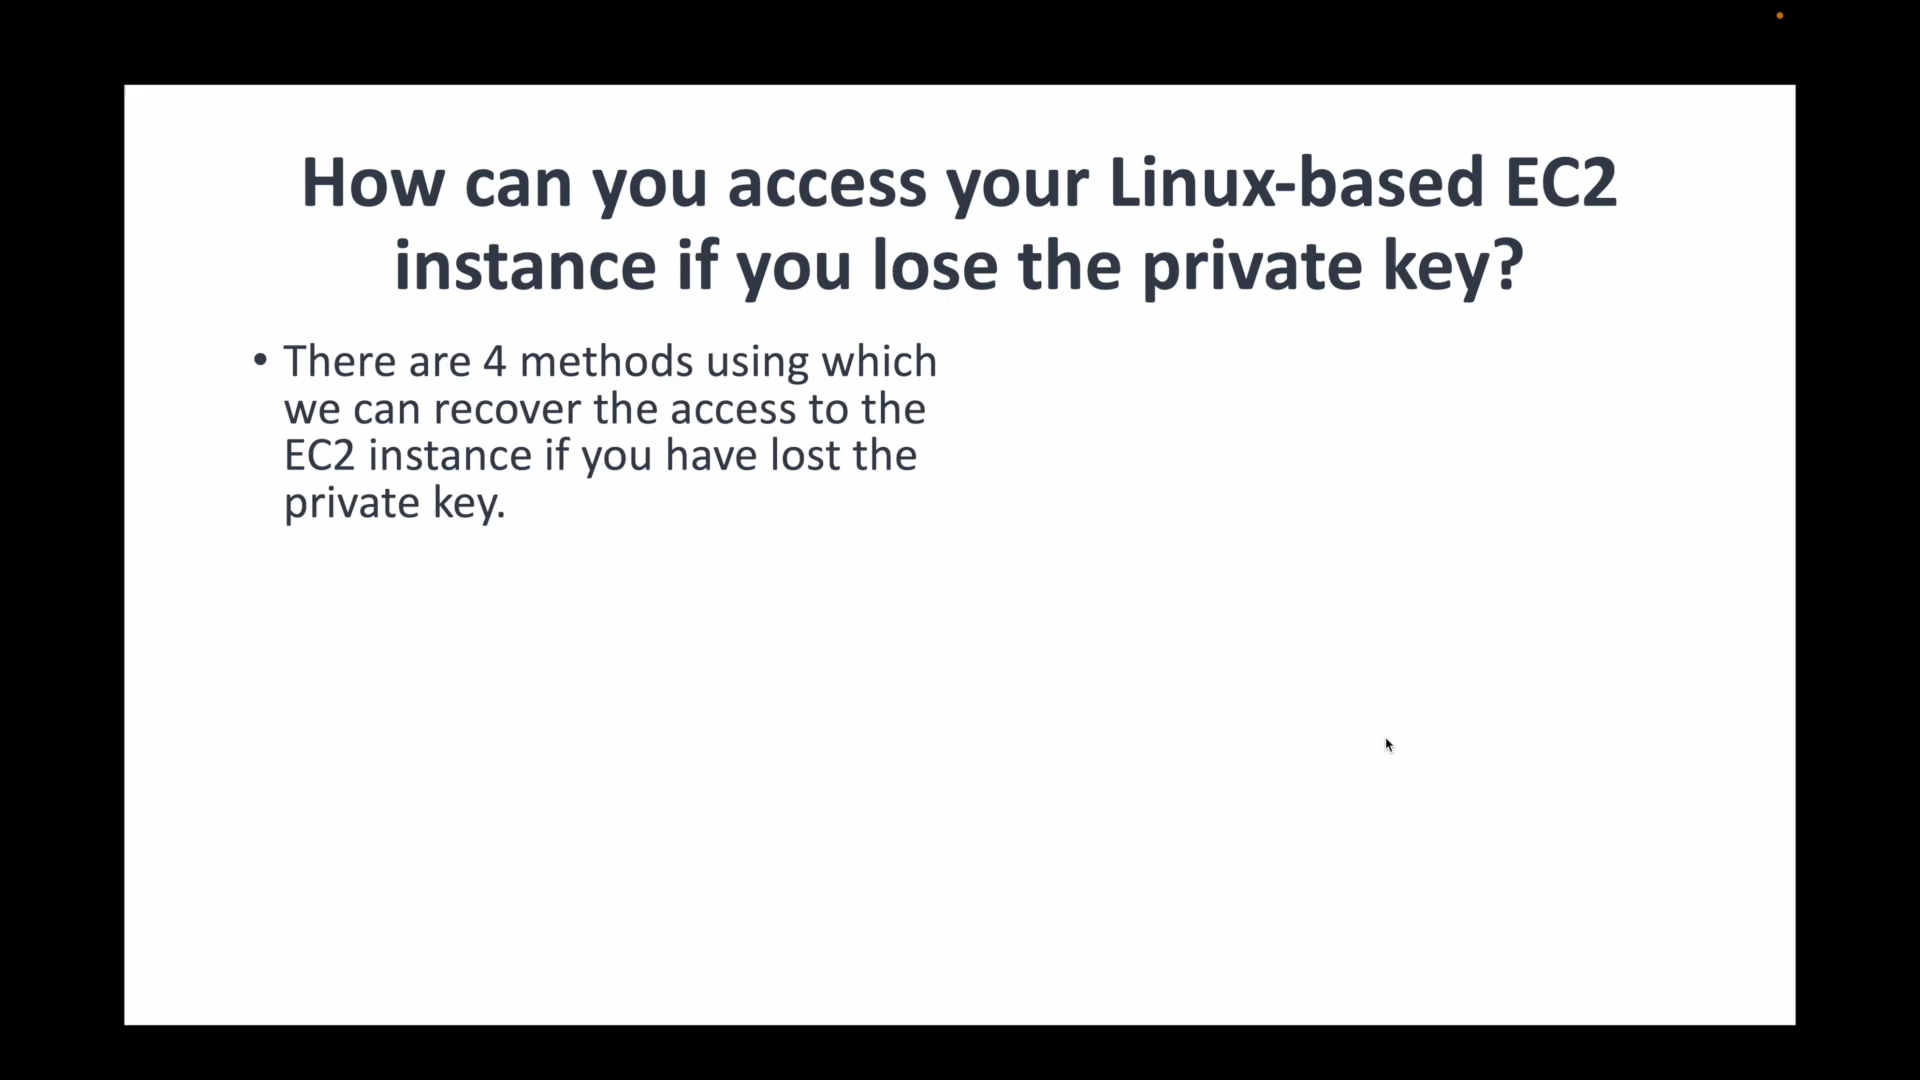 How can you access your Linux-based EC2
instance if you lose the private key?
• There are 4 methods using which
we can recover the access to the
EC2 instance if you have lost the
private key.